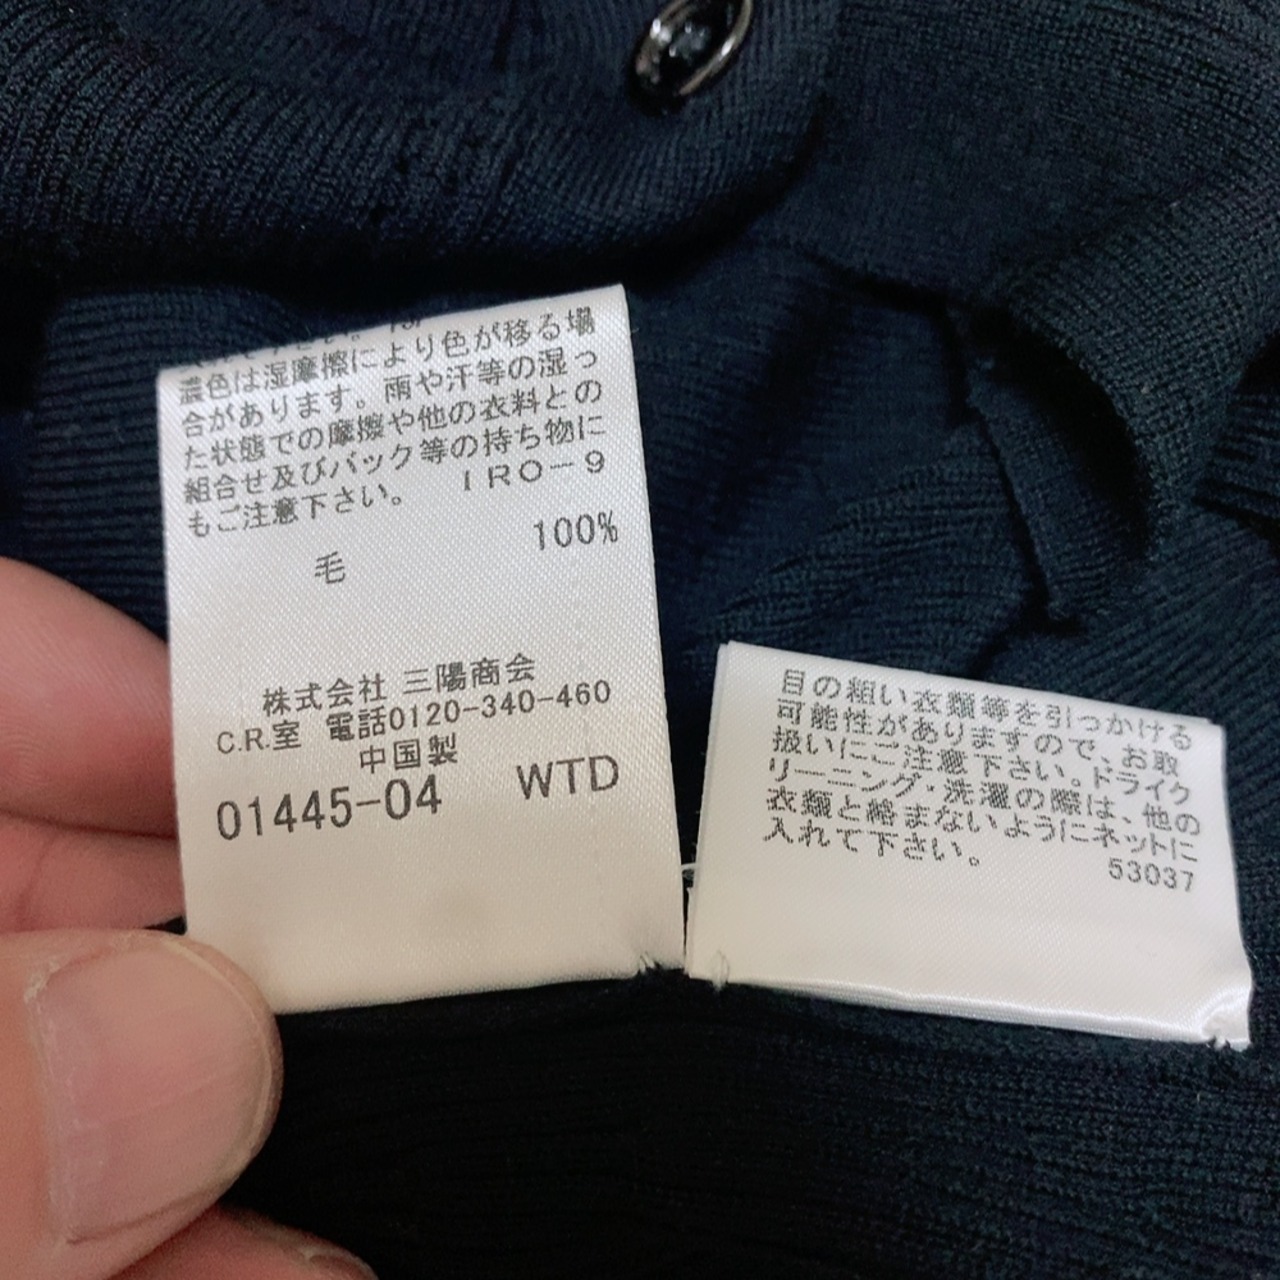 濃色は湿摩擦により色が移る場
合があります。雨や汗等の湿っ
た状態での摩擦や他の衣料との
組合せ及びバック等の持ち物に
もご注意下さい。 IRO-9
毛 100%
株式会社 三陽商会
C.R.室 電話0120-340-460
中国製
01445-04 WTD
目の粗い衣類等を引っかける
可能性がありますので、お取
扱いにご注意下さい。ドライク
リーニング・洗濯の際は、他の
衣類と絡まないようにネットに
入れて下さい。 53037